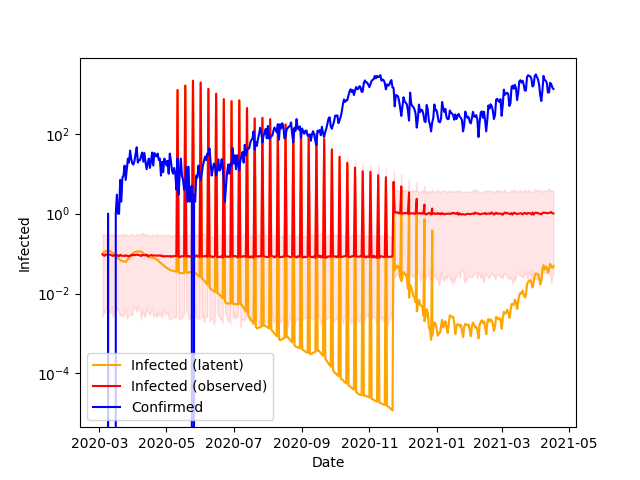 Infected
10²
10⁰
10⁻²
10⁻⁴
Infected (latent)
Infected (observed)
Confirmed
2020-03
2020-05
2020-07
2020-09
2020-11
2021-01
2021-03
2021-05
Date